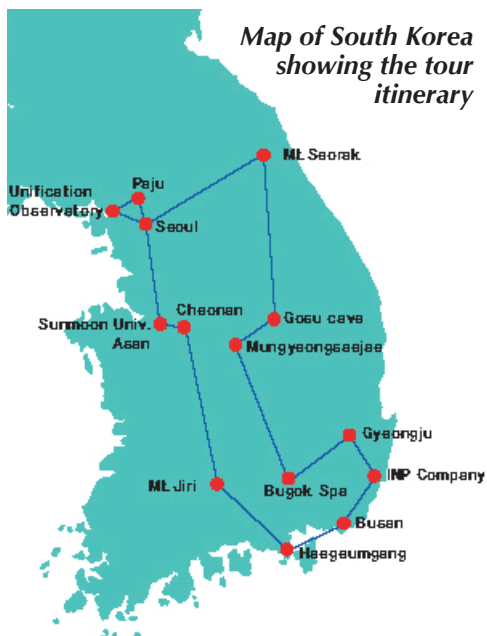 Map of South Korea
showing the tour
itinerary
Mt. Seorak
Paju
Unification
Observatory
Seoul
Cheonan
Sunmoon Univ.
Asan
Gosu cave
Mungyeongsaejae
Gyeongju
Mt. Jiri
Bugok Spa
INP Company
Busan
Haegeumgang